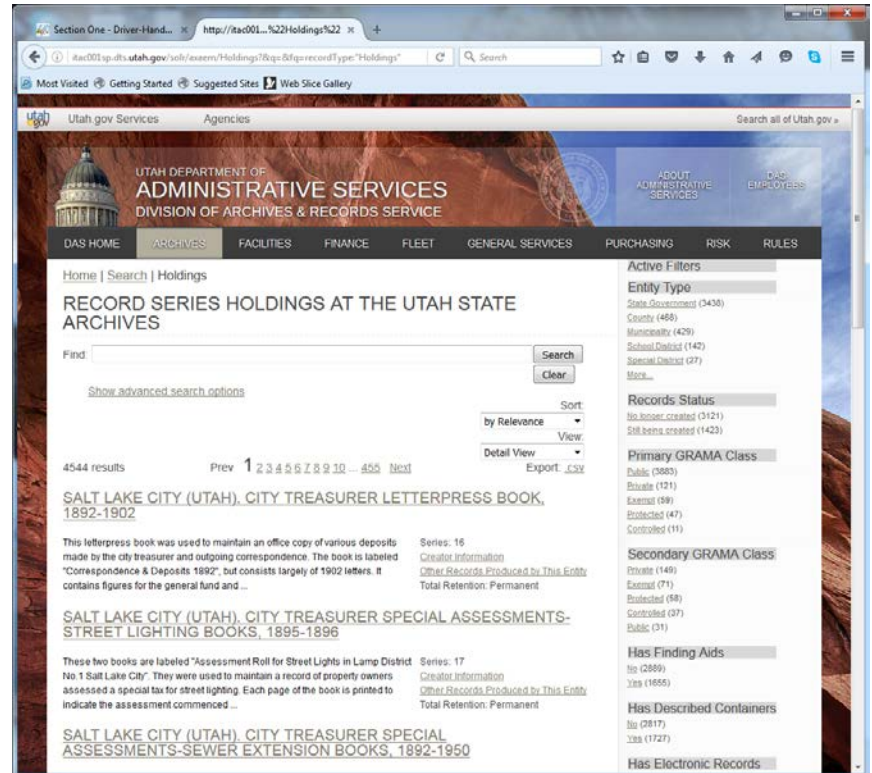 Section One - Driver-Hand...
http://itac001...%22Holdings%22
itac001sp.dts.utah.gov/solr/axaem/Holdings?&q=&fq=recordType:"Holdings"
Search
Most Visited
Getting Started
Suggested Sites
Web Slice Gallery
utah gov
Utah.gov Services
Agencies
Search all of Utah.gov »
UTAH DEPARTMENT OF
ADMINISTRATIVE SERVICES
DIVISION OF ARCHIVES & RECORDS SERVICE
ABOUT
ADMINISTRATIVE
SERVICES
DAS
EMPLOYEES
DAS HOME
ARCHIVES
FACILITIES
FINANCE
FLEET
GENERAL SERVICES
PURCHASING
RISK
RULES
Home | Search | Holdings
RECORD SERIES HOLDINGS AT THE UTAH STATE
ARCHIVES
Find:
Search
Clear
Show advanced search options
Sort:
by Relevance
View:
Detail View
4544 results
Prev 1 2 3 4 5 6 7 8 9 10 ... 455 Next
Export: .csv
SALT LAKE CITY (UTAH). CITY TREASURER LETTERPRESS BOOK,
1892-1902
This letterpress book was used to maintain an office copy of various deposits
made by the city treasurer and outgoing correspondence. The book is labeled
"Correspondence & Deposits 1892", but consists largely of 1902 letters. It
contains figures for the general fund and ...
Series: 16
Creator Information
Other Records Produced by This Entity
Total Retention: Permanent
SALT LAKE CITY (UTAH). CITY TREASURER SPECIAL ASSESSMENTS-
STREET LIGHTING BOOKS, 1895-1896
These two books are labeled "Assessment Roll for Street Lights in Lamp District
No.1 Salt Lake City". They were used to maintain a record of property owners
assessed a special tax for street lighting. Each page of the book is printed to
indicate the assessment commenced ...
Series: 17
Creator Information
Other Records Produced by This Entity
Total Retention: Permanent
SALT LAKE CITY (UTAH). CITY TREASURER SPECIAL
ASSESSMENTS-SEWER EXTENSION BOOKS, 1892-1950
Active Filters
Entity Type
State Government (3438)
County (468)
Municipality (429)
School District (142)
Special District (27)
More...
Records Status
No longer created (3121)
Still being created (1423)
Primary GRAMA Class
Public (3883)
Private (121)
Exempt (59)
Protected (47)
Controlled (11)
Secondary GRAMA Class
Private (149)
Exempt (71)
Protected (58)
Controlled (37)
Public (31)
Has Finding Aids
No (2889)
Yes (1655)
Has Described Containers
No (2817)
Yes (1727)
Has Electronic Records